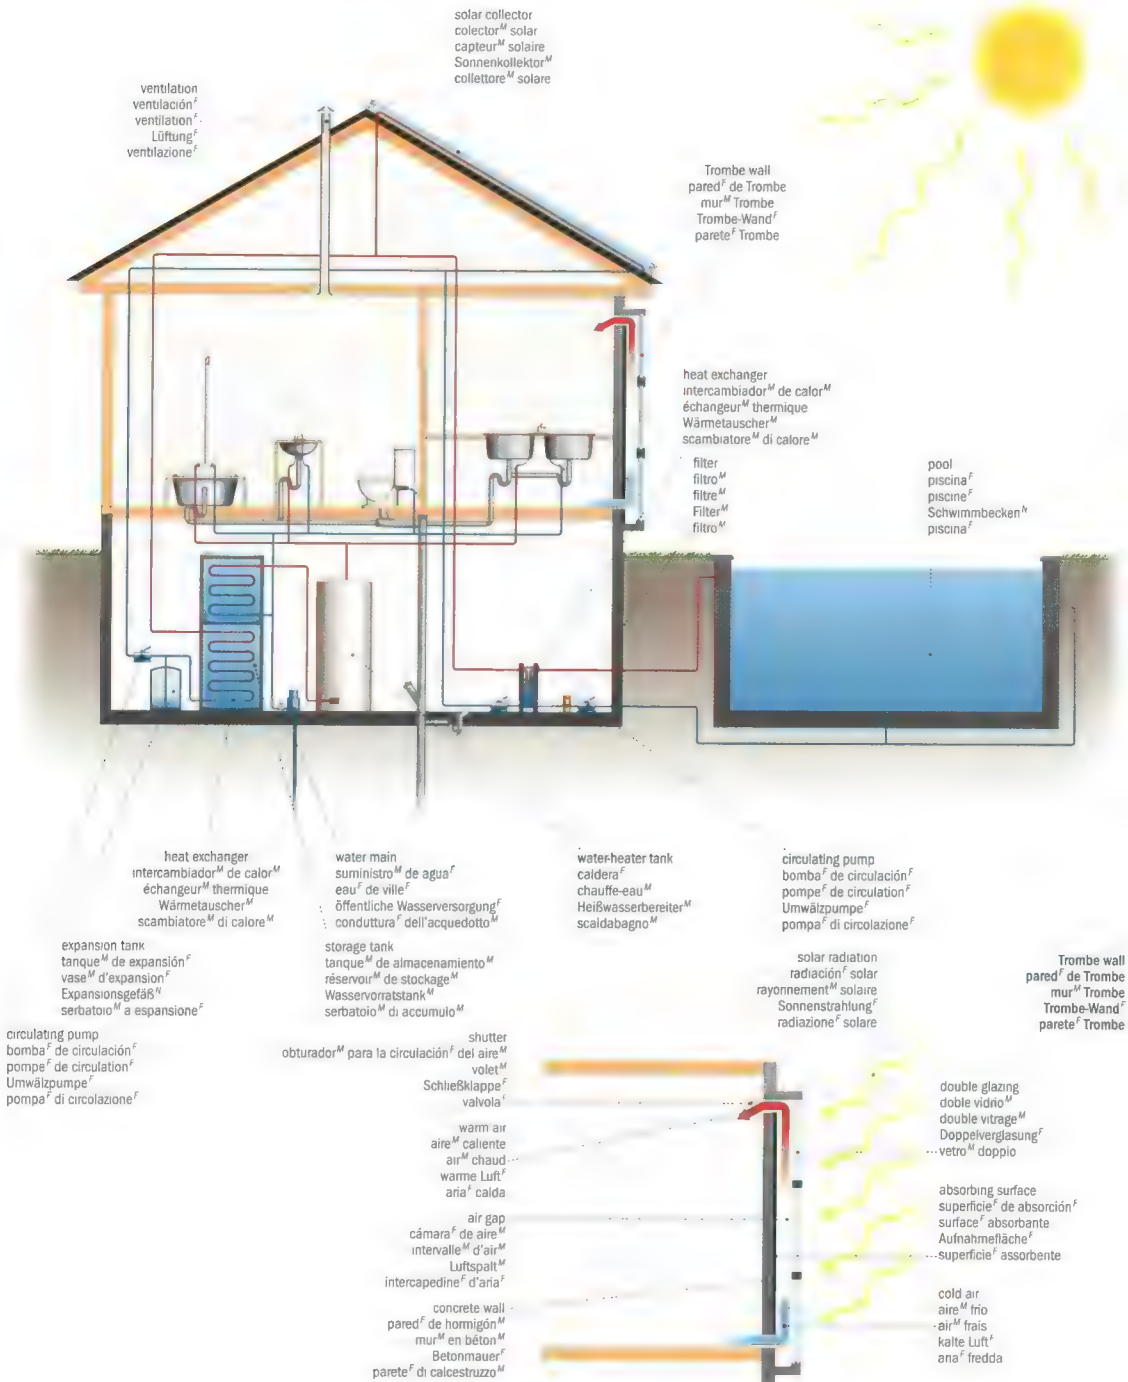 solar collector
colector^M solar
capteur^M solaire
Sonnenkollektor^M
collettore^M solare
ventilation
ventilación^F
ventilation^F
Lüftung^F
ventilazione^F
Trombe wall
pared^F de Trombe
mur^M Trombe
Trombe-Wand^F
parete^F Trombe
heat exchanger
intercambiador^M de calor^M
échangeur^M thermique
Wärmetauscher^M
scambiatore^M di calore^M
filter
filtro^M
filtre^M
Filter^M
filtro^M
pool
piscina^F
piscine^F
Schwimmbecken^N
piscina^F
heat exchanger
intercambiador^M de calor^M
échangeur^M thermique
Wärmetauscher^M
scambiatore^M di calore^M
water main
suministro^M de agua^F
eau^F de ville^F
öffentliche Wasserversorgung^F
conduttura^F dell'acquedotto^M
water-heater tank
caldera^F
chauffe-eau^M
Heißwasserbereiter^M
scaldabagno^M
circulating pump
bomba^F de circulación^F
pompe^F de circulation^F
Umwälzpumpe^F
pompa^F di circolazione^F
expansion tank
tanque^M de expansión^F
vase^M d'expansion^F
Expansionsgefäß^N
serbatoio^M a espansione^F
storage tank
tanque^M de almacenamiento^M
réservoir^M de stockage^M
Wasservorratstank^M
serbatoio^M di accumulo^M
circulating pump
bomba^F de circulación^F
pompe^F de circulation^F
Umwälzpumpe^F
pompa^F di circolazione^F
solar radiation
radiación^F solar
rayonnement^M solaire
Sonnenstrahlung^F
radiazione^F solare
Trombe wall
pared^F de Trombe
mur^M Trombe
Trombe-Wand^F
parete^F Trombe
shutter
obturador^M para la circulación^F del aire^M
volet^M
Schließklappe^F
valvola^F
warm air
aire^M caliente
air^M chaud
warme Luft^F
aria^F calda
air gap
cámara^F de aire^M
intervalle^M d'air^M
Luftspalt^M
intercapedine^F d'aria^F
concrete wall
pared^F de hormigón^M
mur^M en béton^M
Betonmauer^F
parete^F di calcestruzzo^M
double glazing
doble vidrio^M
double vitrage^M
Doppelverglasung^F
vetro^M doppio
absorbing surface
superficie^F de absorción^F
surface^F absorbante
Aufnahmefläche^F
superficie^F assorbente
cold air
aire^M frío
air^M frais
kalte Luft^F
aria^F fredda